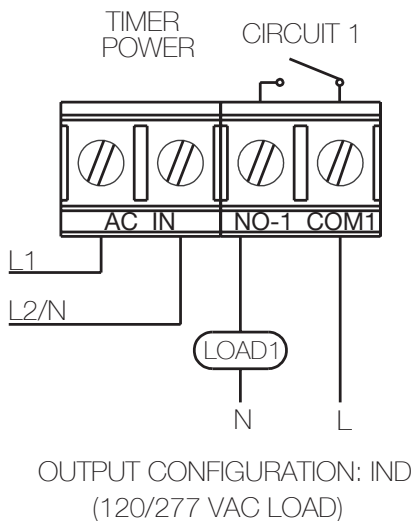 TIMER
POWER
CIRCUIT 1
AC IN
NO-1 COM1
L1
L2/N
LOAD1
N
L
OUTPUT CONFIGURATION: IND
(120/277 VAC LOAD)